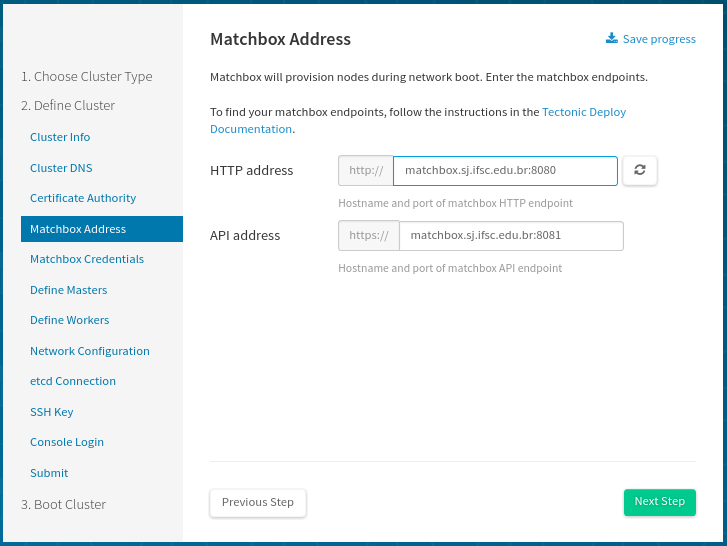 Matchbox Address
Save progress
1. Choose Cluster Type
2. Define Cluster
Cluster Info
Cluster DNS
Certificate Authority
Matchbox Address
Matchbox Credentials
Define Masters
Define Workers
Network Configuration
etcd Connection
SSH Key
Console Login
Submit
3. Boot Cluster
Matchbox will provision nodes during network boot. Enter the matchbox endpoints.
To find your matchbox endpoints, follow the instructions in the Tectonic Deploy
Documentation.
HTTP address http:// matchbox.sj.ifsc.edu.br:8080
Hostname and port of matchbox HTTP endpoint
API address https:// matchbox.sj.ifsc.edu.br:8081
Hostname and port of matchbox API endpoint
Previous Step
Next Step